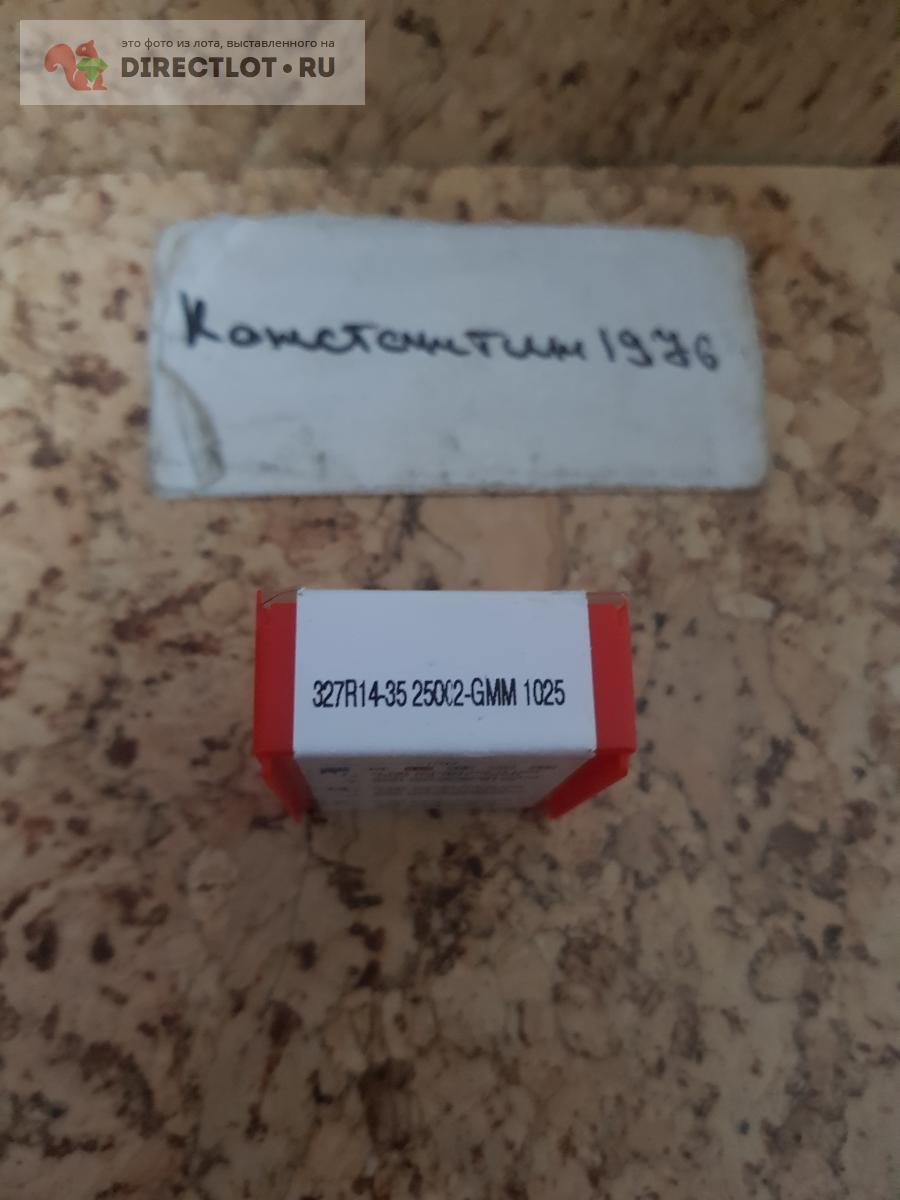 это фото из лота, выставленного на
DIRECTLOT•RU
Константин 1976
327R14-35 25002-GMM 1025